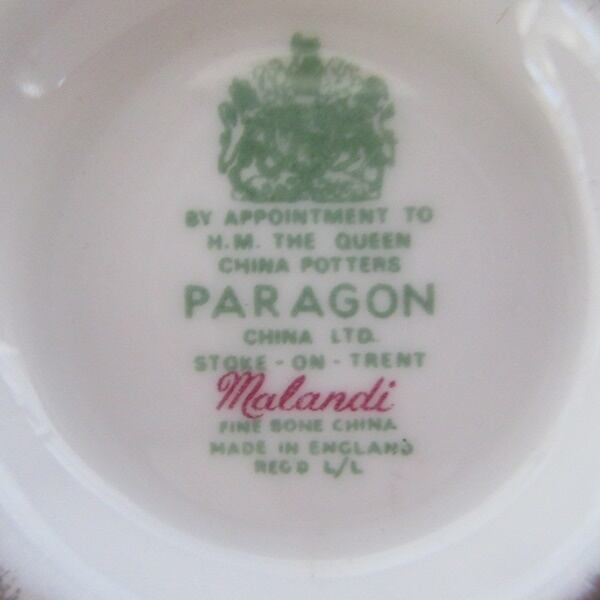 BY APPOINTMENT TO
H.M. THE QUEEN
CHINA POTTERS
PARAGON
CHINA LTD.
STOKE-ON-TRENT
Malandi
FINE BONE CHINA
MADE IN ENGLAND
REGD L/L